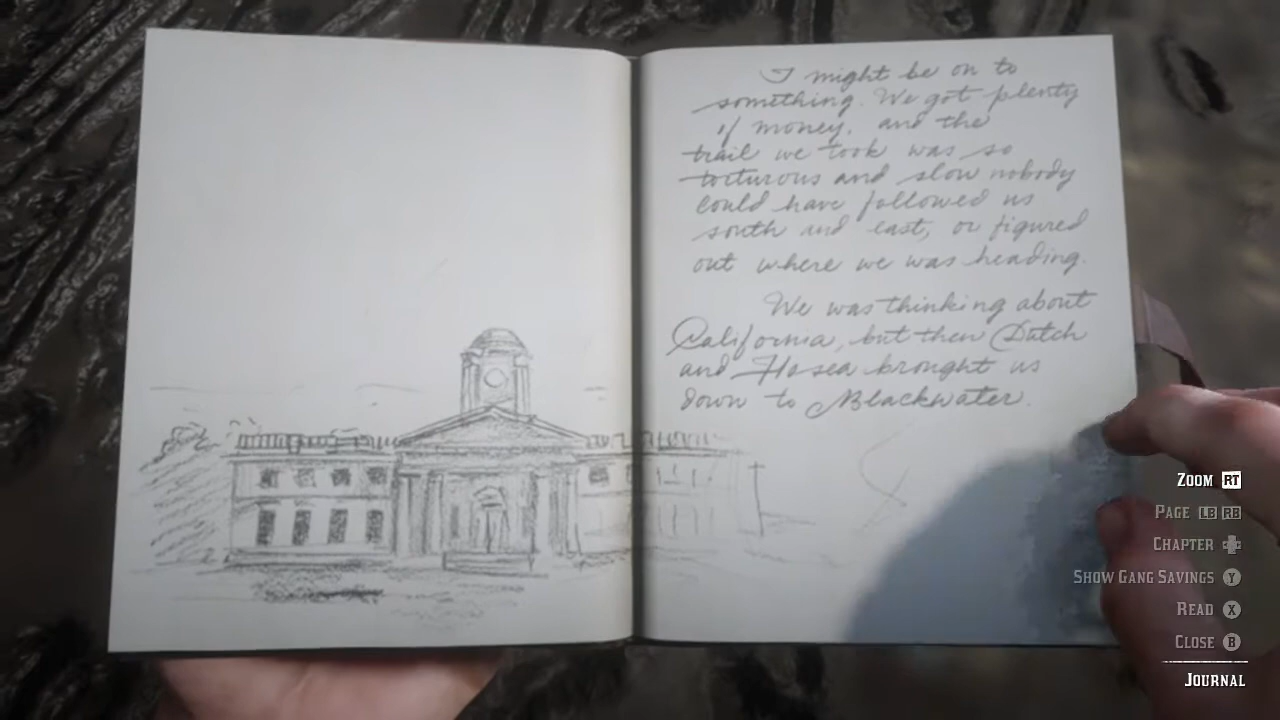 I might be on to
something. We got plenty
of money, and the
trail we took was so
torturous and slow nobody
could have followed us
south and east, or figured
out where we was heading.
We was thinking about
California, but then Dutch
and Hosea brought us
down to Blackwater.
ZOOM RT
PAGE LB RB
CHAPTER
SHOW GANG SAVINGS Y
READ X
CLOSE B
JOURNAL